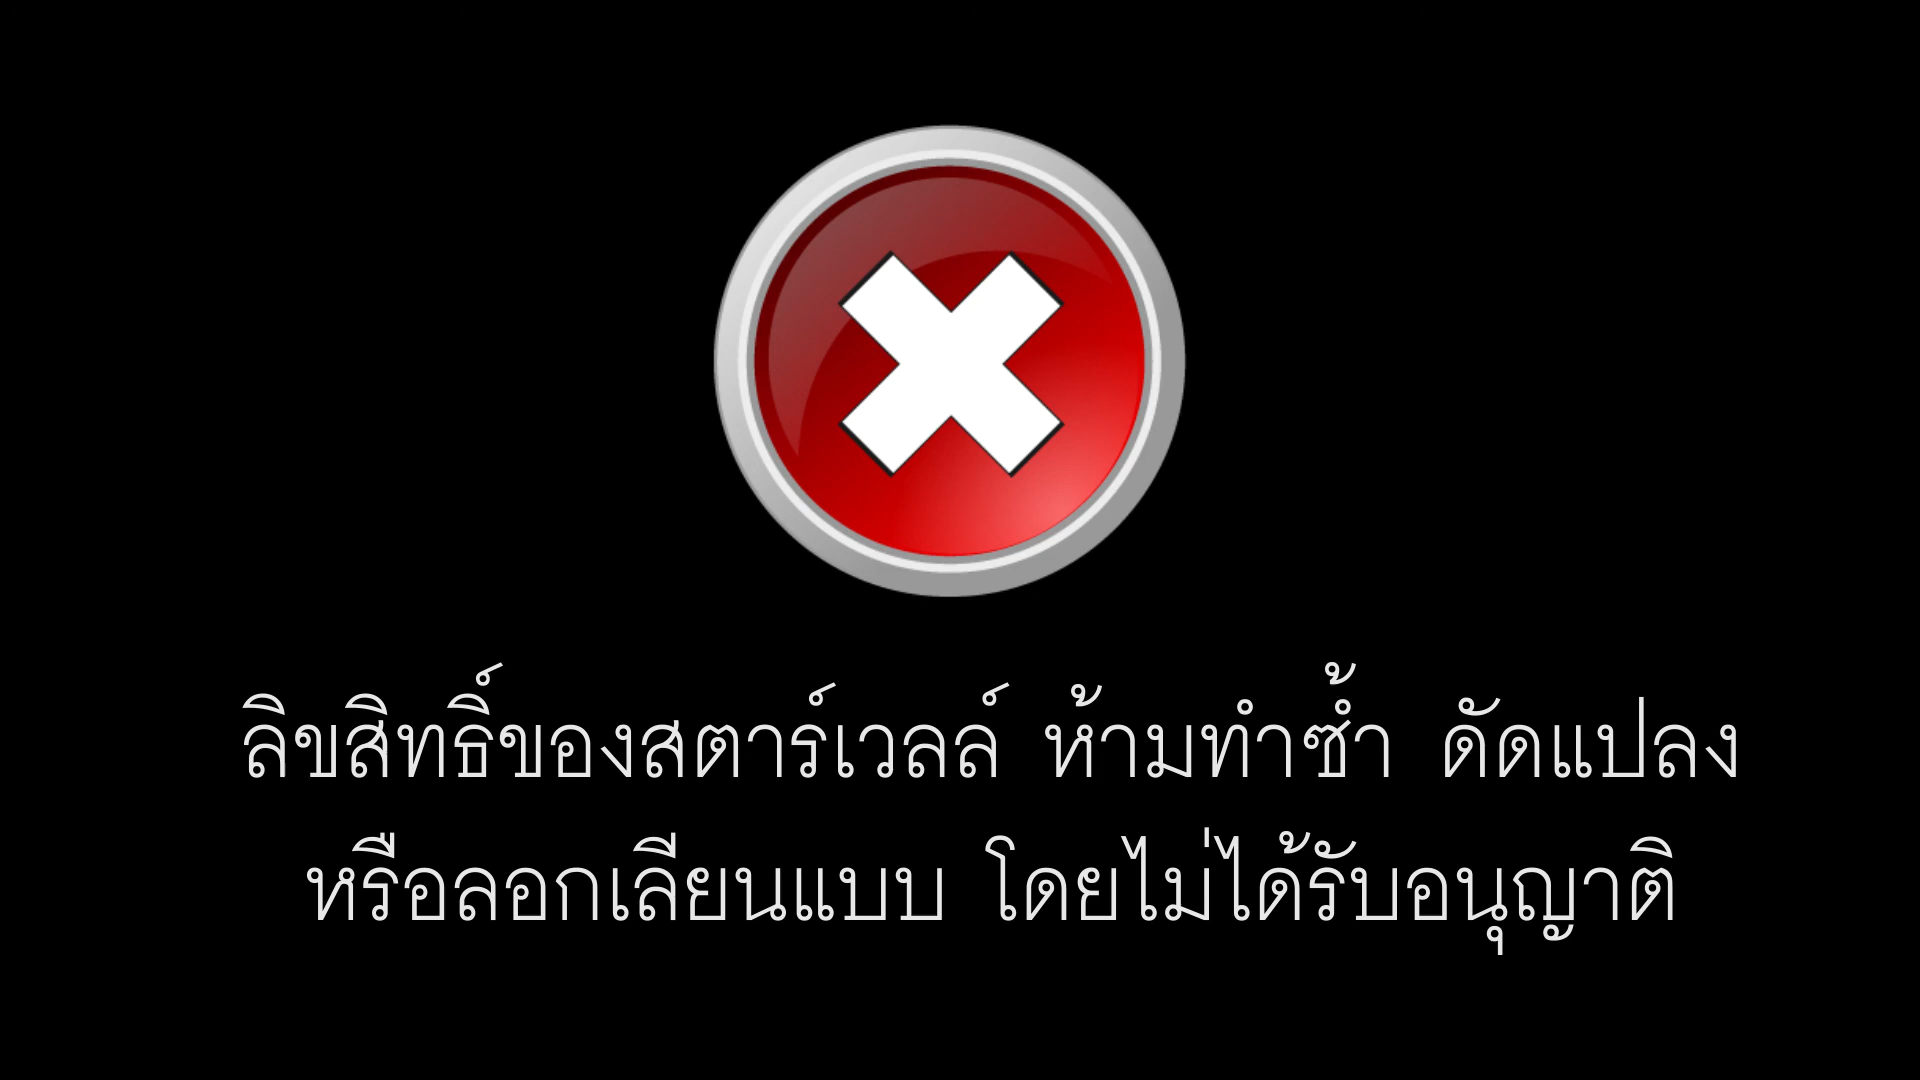 ลิขสิทธิ์ของสตาร์เวลล์ ห้ามทำซ้ำ ดัดแปลง
หรือลอกเลียนแบบ โดยไม่ได้รับอนุญาติ